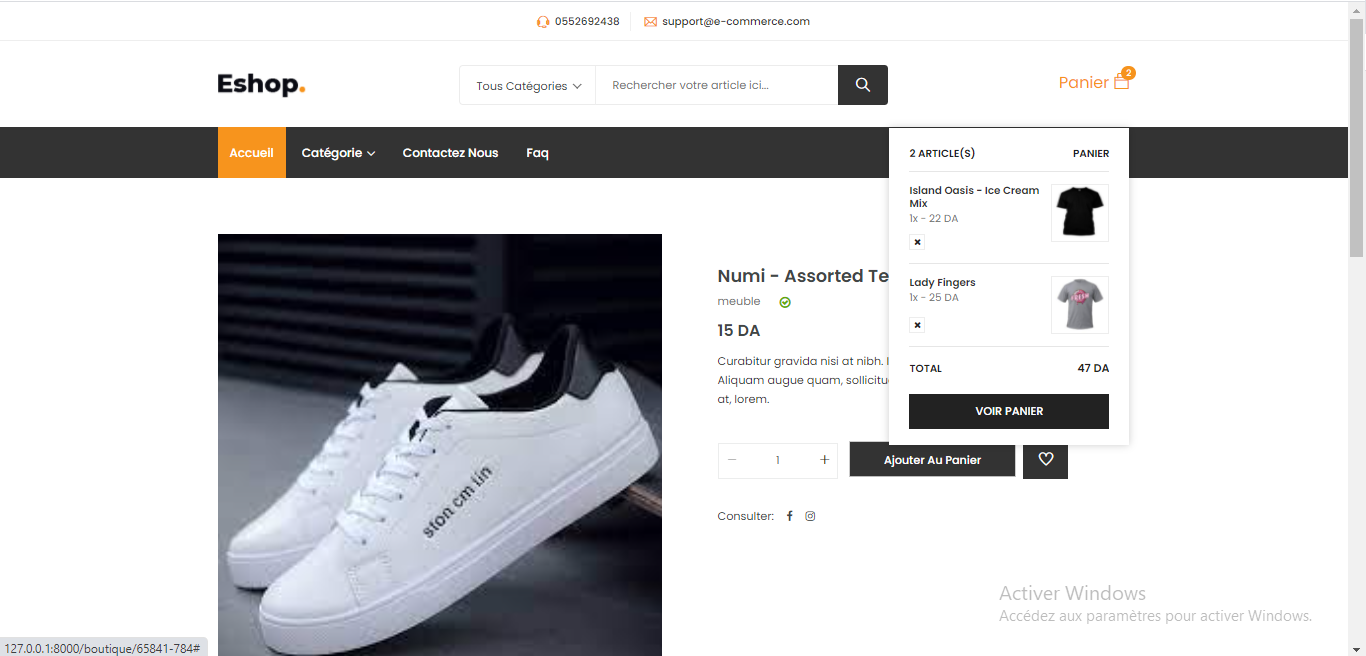 0552692438
support@e-commerce.com
Eshop.
Tous Catégories
Rechercher votre article ici...
Panier
2
Accueil
Catégorie
Contactez Nous
Faq
2 ARTICLE(S)
PANIER
Island Oasis - Ice Cream
Mix
1x - 22 DA
Lady Fingers
1x - 25 DA
TOTAL
47 DA
VOIR PANIER
Numi - Assorted Te
meuble
15 DA
Curabitur gravida nisi at nibh.
Aliquam augue quam,
at, lorem.
1
Ajouter Au Panier
Consulter:
ston cm lin
Activer Windows
Accédez aux paramètres pour activer Windows.
127.0.0.1:8000/boutique/65841-784#